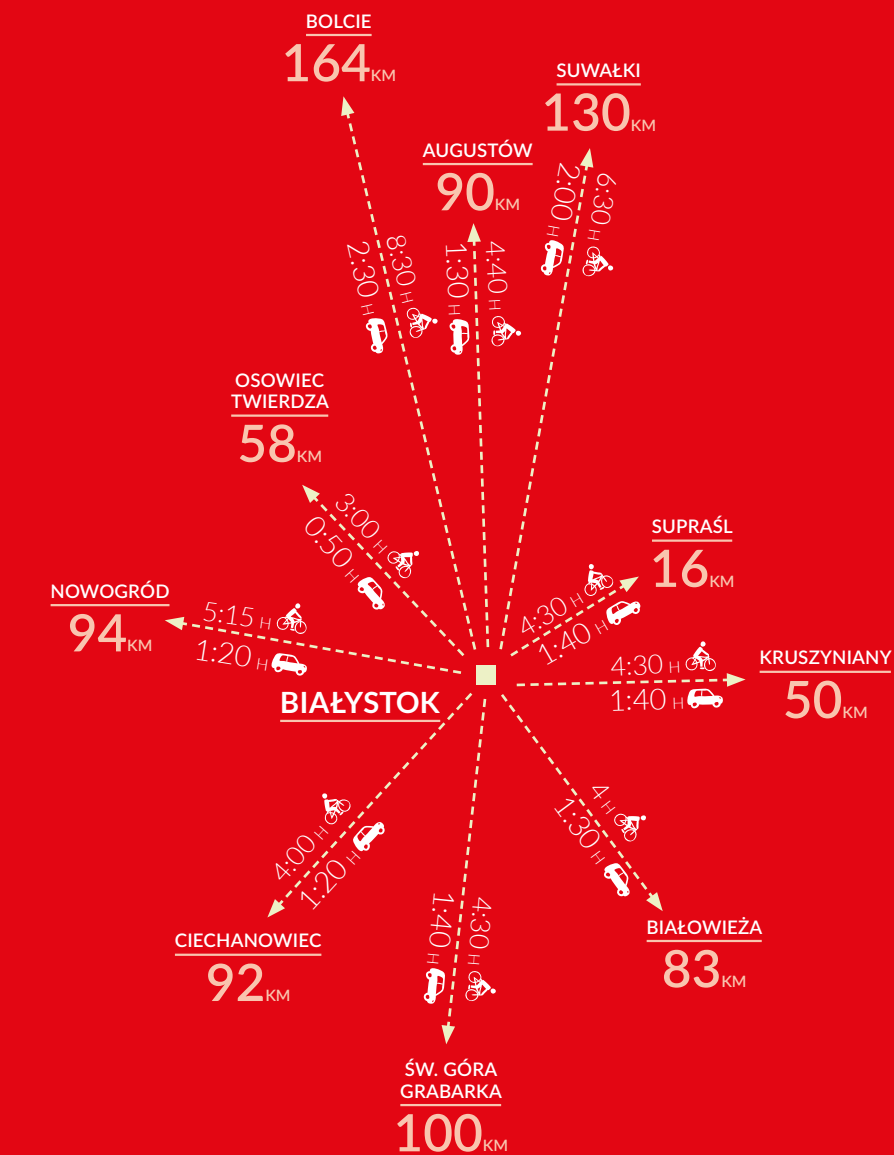 BOLCIE
164KM
SUWAŁKI
130KM
AUGUSTÓW
90KM
2:00 H
6:30 H
2:30 H
8:30 H
1:30 H
4:40 H
OSOWIEC
TWIERDZA
58KM
3:00 H
0:50 H
SUPRAŚL
16KM
4:30 H
1:40 H
NOWOGRÓD
94KM
5:15 H
1:20 H
KRUSZYNIANY
50KM
4:30 H
1:40 H
BIAŁYSTOK
4 H
1:30 H
4:00 H
1:20 H
CIECHANOWIEC
92KM
1:40 H
4:30 H
BIAŁOWIEŻA
83KM
ŚW. GÓRA
GRABARKA
100KM